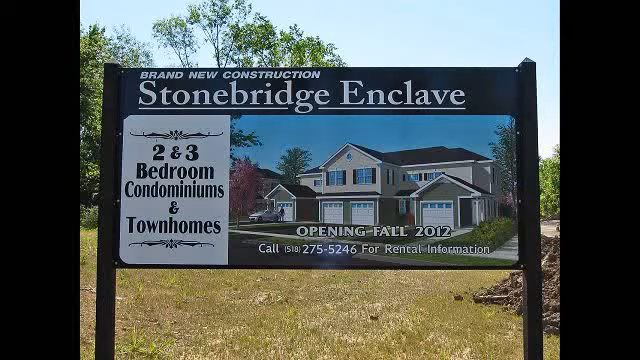 BRAND NEW CONSTRUCTION
Stonebridge Enclave
2 & 3
Bedroom
Condominiums
&
Townhomes
OPENING FALL 2012
Call (518) 275-5246 For Rental Information